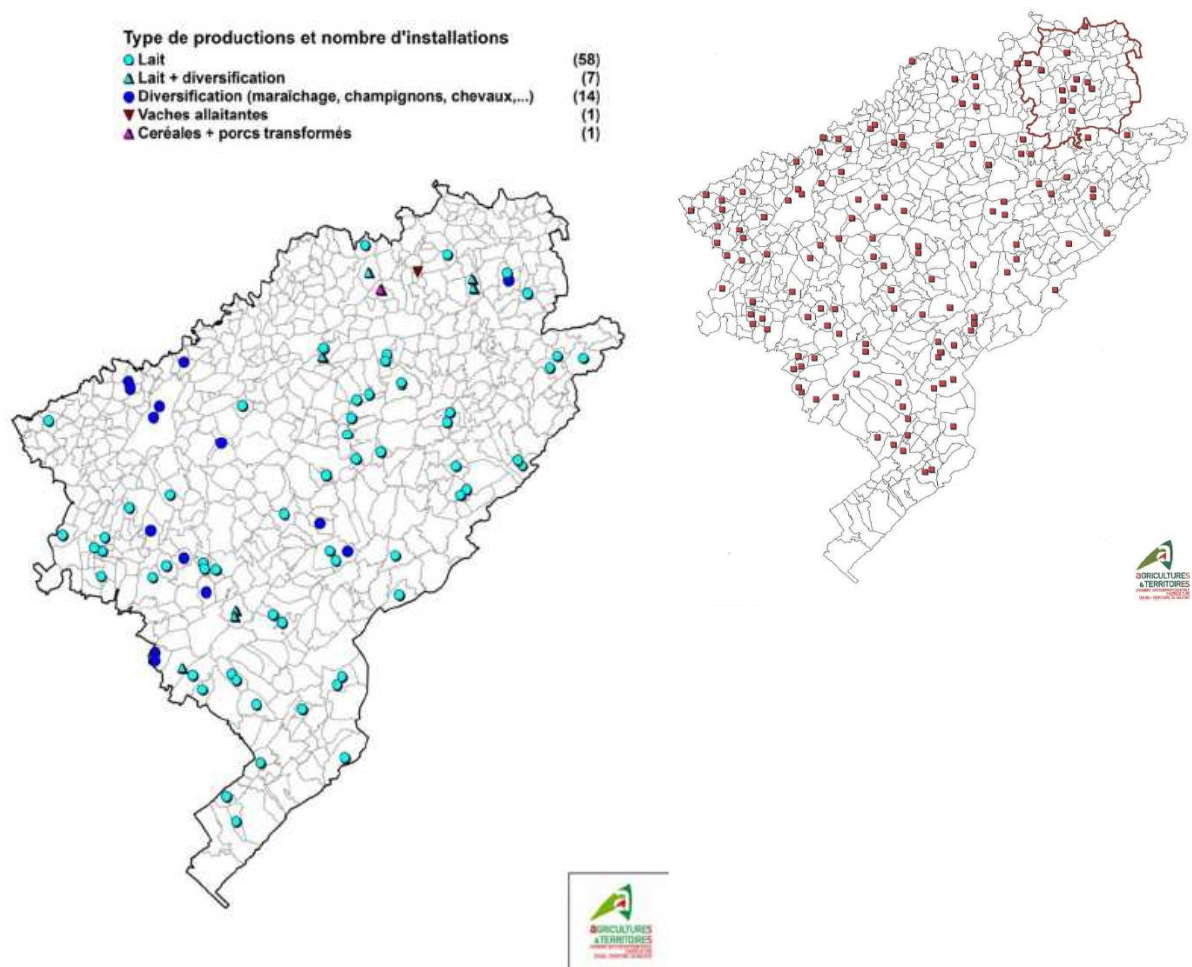 Type de productions et nombre d'installations
Lait (58)
Lait + diversification (7)
Diversification (maraîchage, champignons, chevaux,...) (14)
Vaches allaitantes (1)
Ceréales + porcs transformés (1)
AGRICULTURES
& TERRITOIRES
AGRICULTURES
& TERRITOIRES